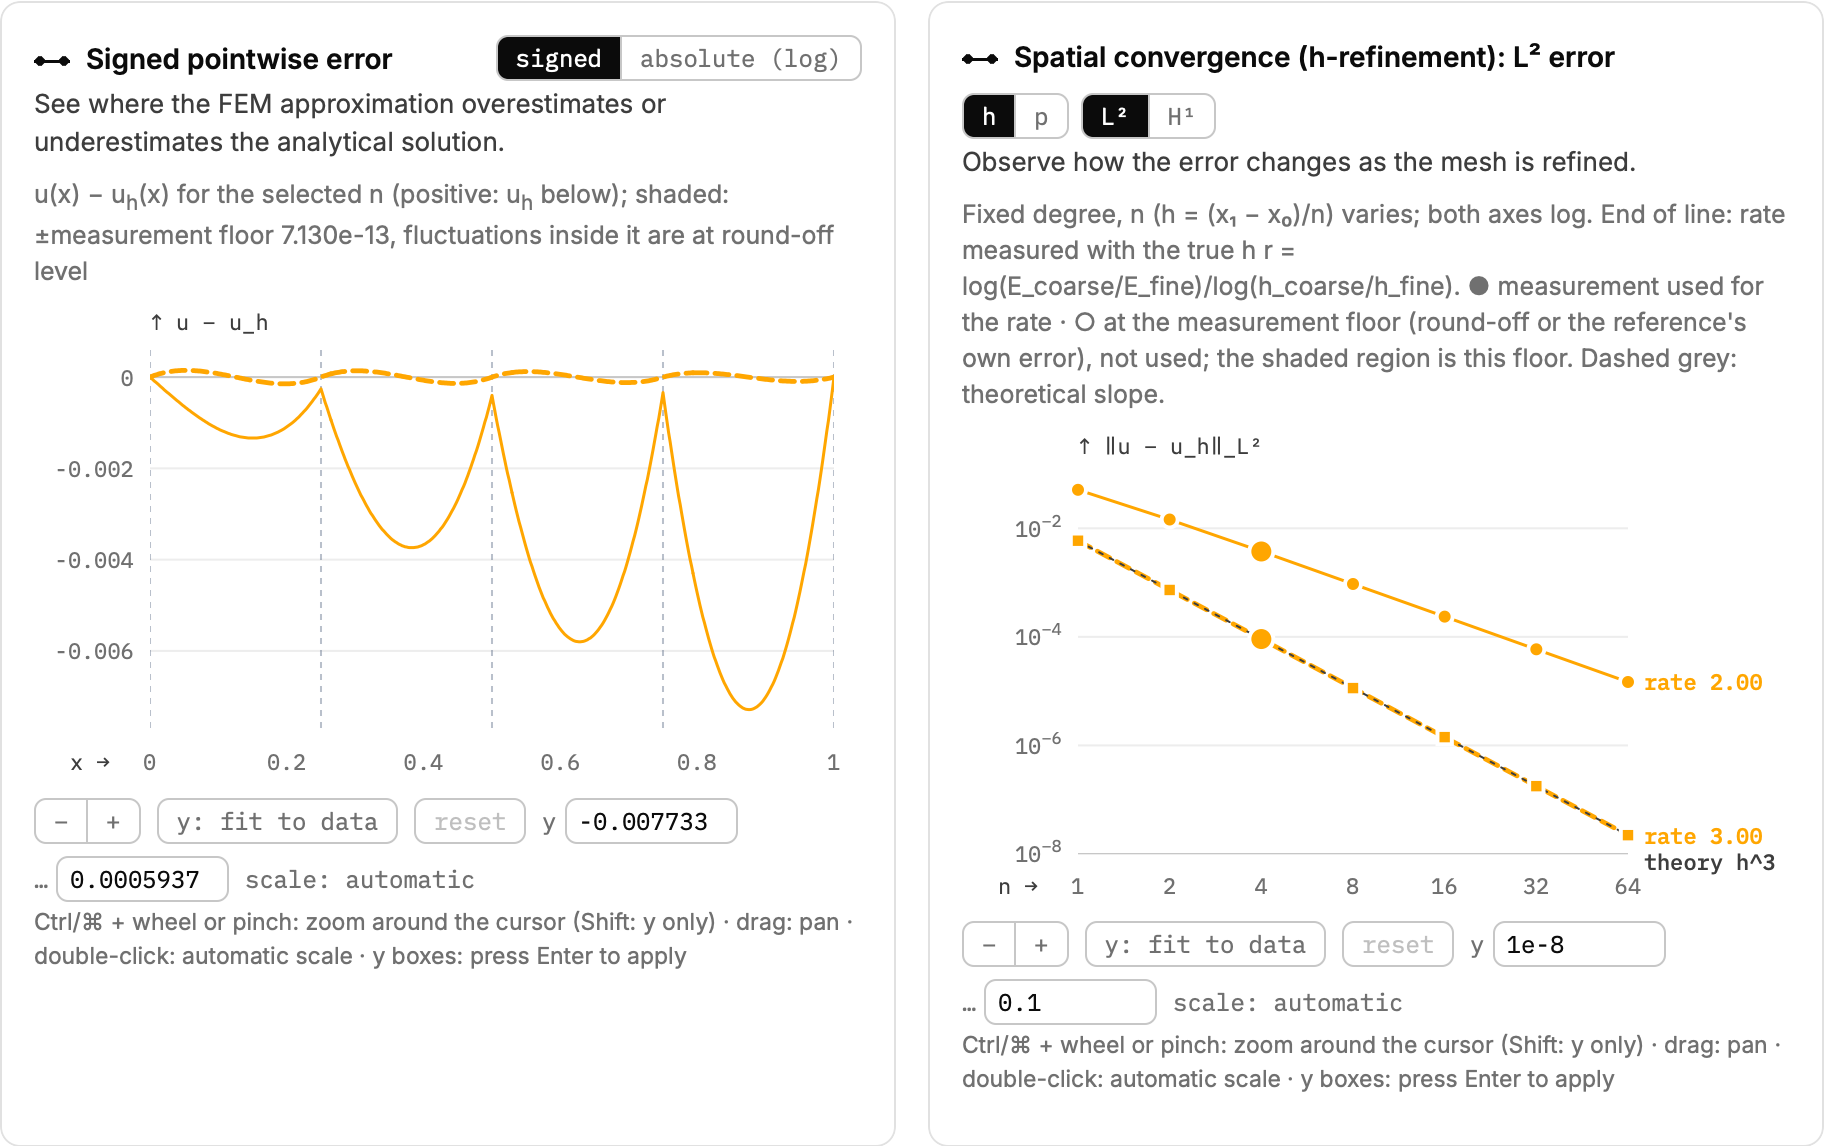 Signed pointwise error
signed absolute (log)
See where the FEM approximation overestimates or
underestimates the analytical solution.
u(x) − uₕ(x) for the selected n (positive: uₕ below); shaded:
±measurement floor 7.130e-13, fluctuations inside it are at round-off
level
↑ u − u_h
0
-0.002
-0.004
-0.006
x → 0 0.2 0.4 0.6 0.8 1
− + y: fit to data reset y -0.007733
… 0.0005937 scale: automatic
Ctrl/⌘ + wheel or pinch: zoom around the cursor (Shift: y only) · drag: pan ·
double-click: automatic scale · y boxes: press Enter to apply
Spatial convergence (h-refinement): L² error
h p L² H¹
Observe how the error changes as the mesh is refined.
Fixed degree, n (h = (x₁ − x₀)/n) varies; both axes log. End of line: rate
measured with the true h r =
log(E_coarse/E_fine)/log(h_coarse/h_fine). ● measurement used for
the rate · ○ at the measurement floor (round-off or the reference's
own error), not used; the shaded region is this floor. Dashed grey:
theoretical slope.
↑ ‖u − u_h‖_L²
10⁻²
10⁻⁴
10⁻⁶
10⁻⁸
rate 2.00
rate 3.00
theory h^3
n → 1 2 4 8 16 32 64
− + y: fit to data reset y 1e-8
… 0.1 scale: automatic
Ctrl/⌘ + wheel or pinch: zoom around the cursor (Shift: y only) · drag: pan ·
double-click: automatic scale · y boxes: press Enter to apply